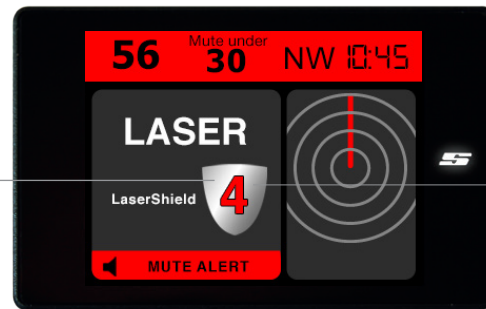 56
Mute under
30
NW 10:45
LASER
LaserShield
4
MUTE ALERT
S